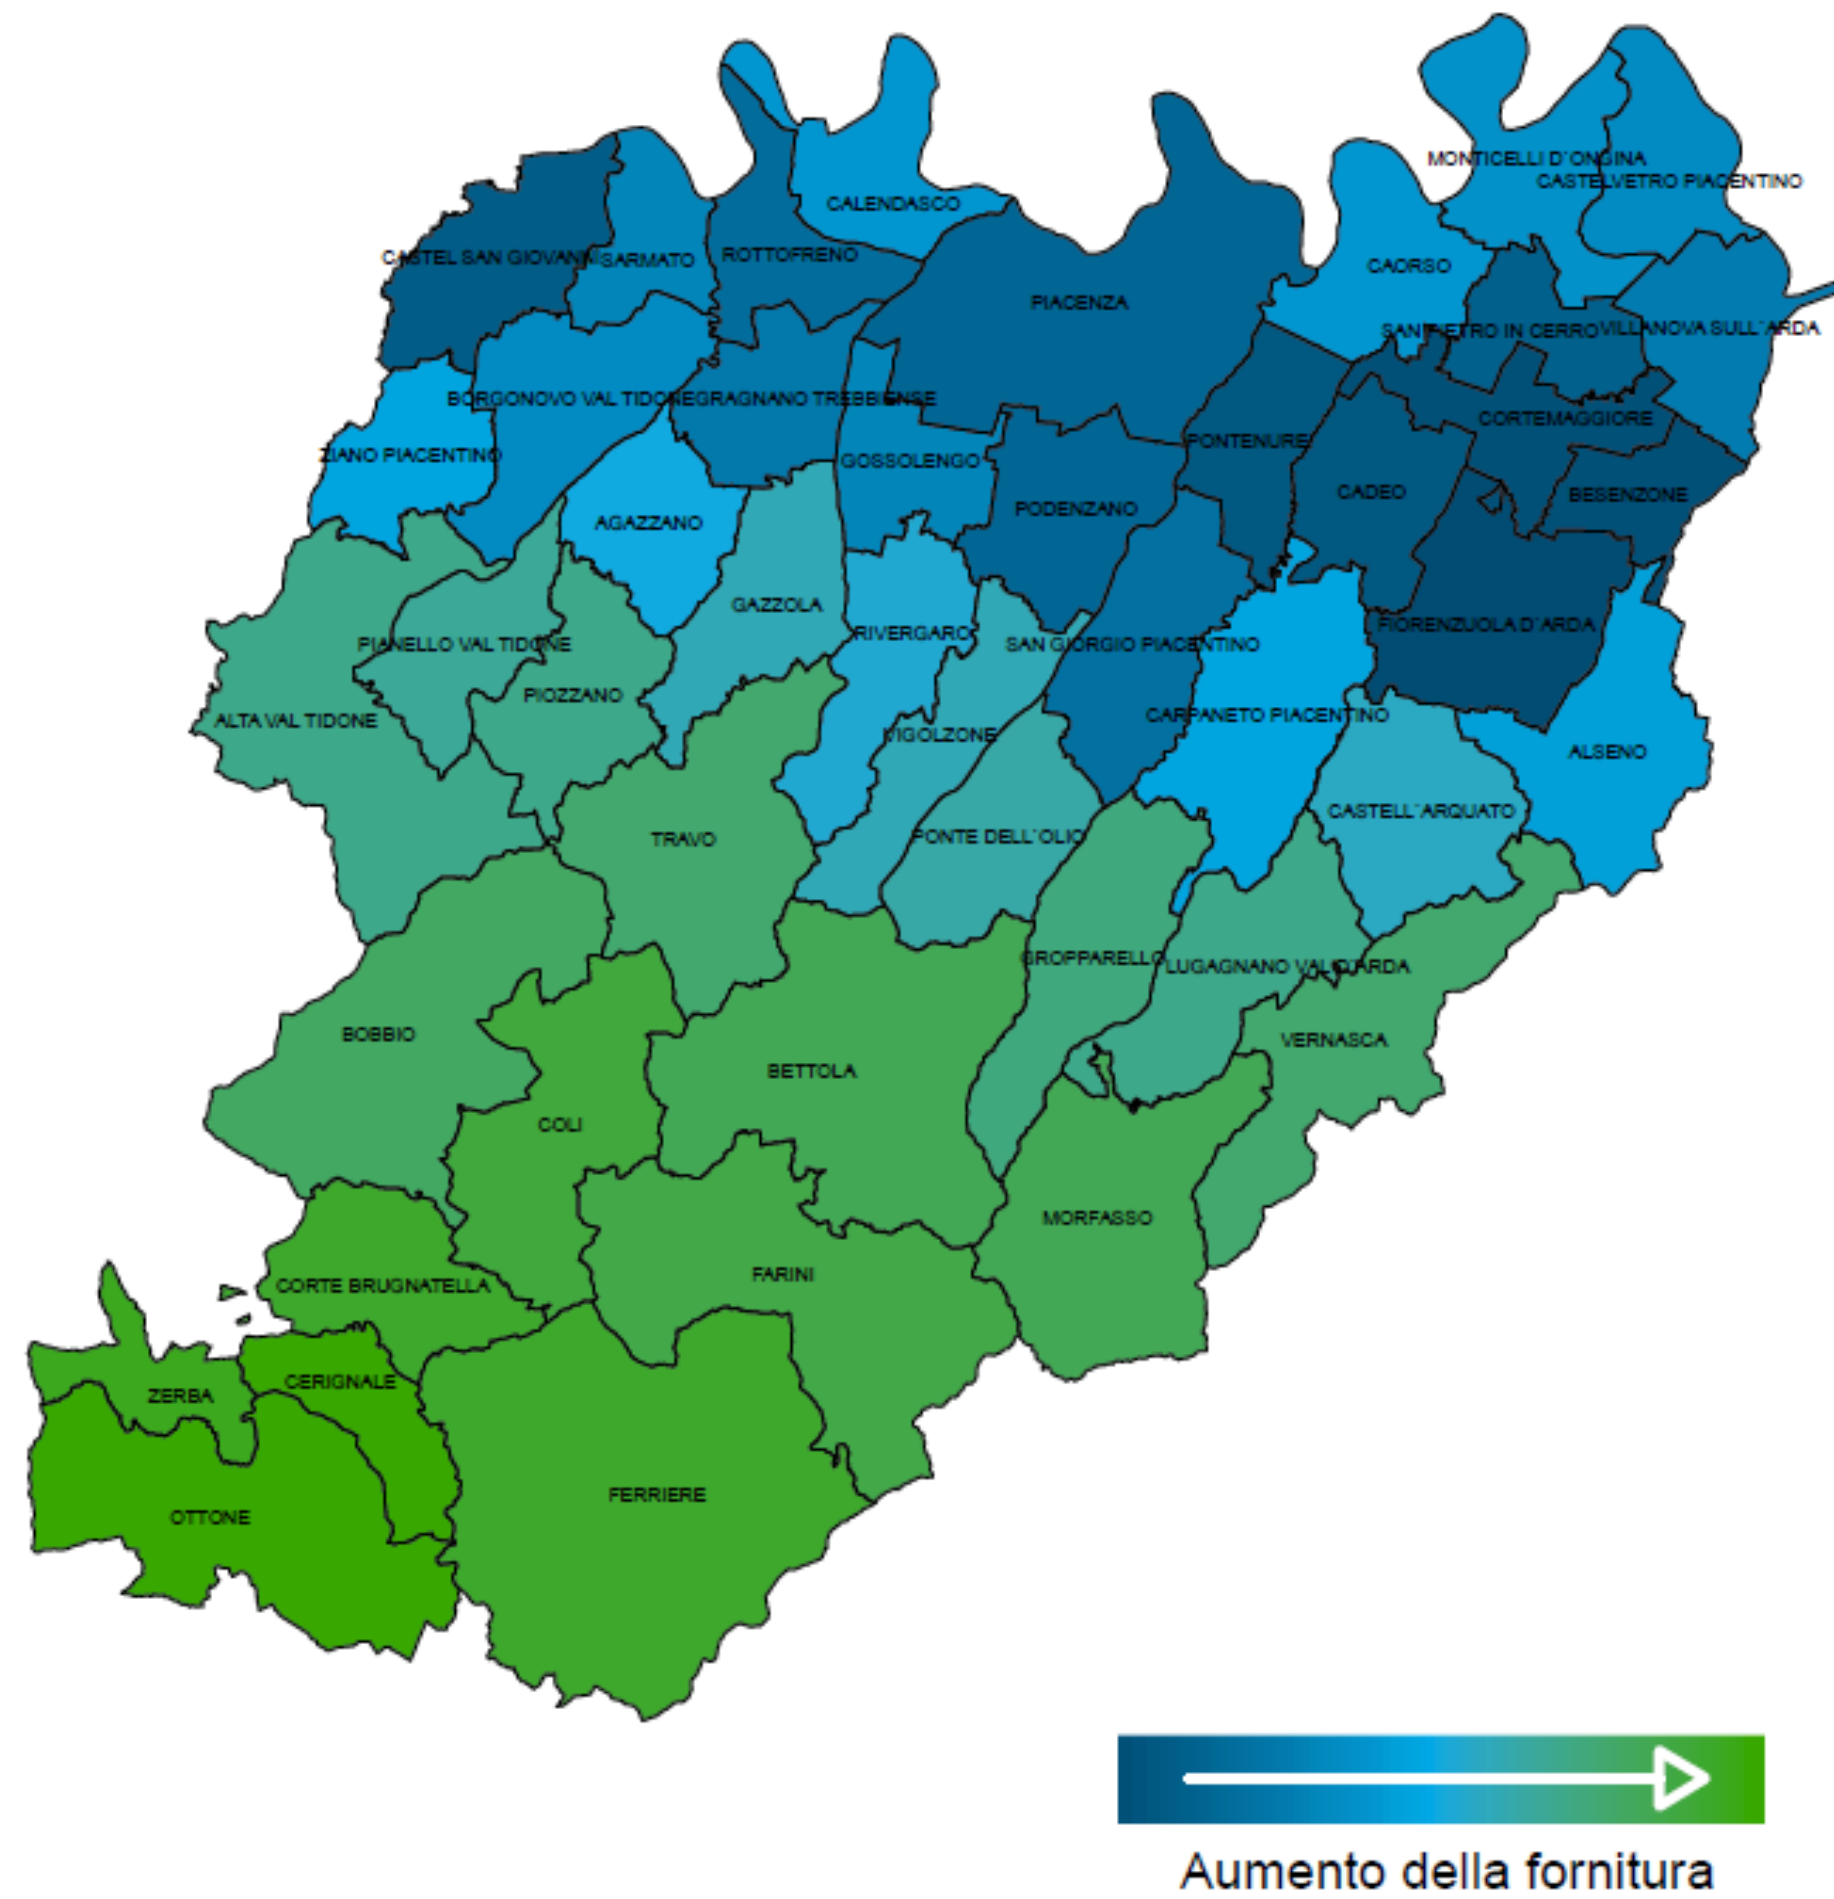 MONTICELLI D'ONGINA
CASTELVETRO PIACENTINO
CALENDASCO
CASTEL SAN GIOVANNI
SARMATO
ROTTOFRENO
CAORSO
PIACENZA
SAN PIETRO IN CERRO
VILLANOVA SULL'ARDA
BORGONOVO VAL TIDONE
GRAGNANO TREBBIENSE
CORTEMAGGIORE
PONTENURE
ZIANO PIACENTINO
GOSSOLENGO
CADEO
BESENZONE
PODENZANO
AGAZZANO
GAZZOLA
FIORENZUOLA D'ARDA
RIVERGARO
PIANELLO VAL TIDONE
SAN GIORGIO PIACENTINO
PIOZZANO
CARPANETO PIACENTINO
ALTA VAL TIDONE
VIGOLZONE
ALSENO
CASTELL'ARQUATO
PONTE DELL'OLIO
TRAVO
GROPPARELLO
LUGAGNANO VAL D'ARDA
BOBBIO
VERNASCA
BETTOLA
COLI
MORFASSO
FARINI
CORTE BRUGNATELLA
CERIGNALE
ZERBA
FERRIERE
OTTONE
Aumento della fornitura